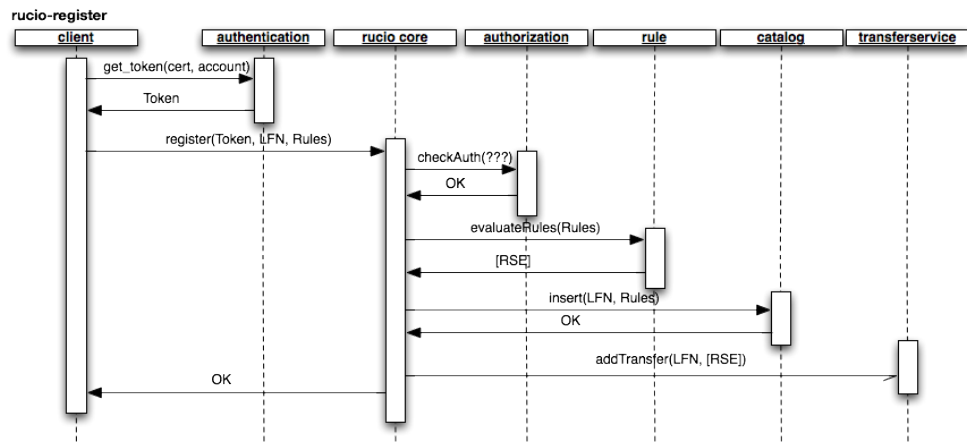 rucio-register
client
authentication
rucio core
authorization
rule
catalog
transferservice
get_token(cert, account)
Token
register(Token, LFN, Rules)
checkAuth(???)
OK
evaluateRules(Rules)
[RSE]
insert(LFN, Rules)
OK
addTransfer(LFN, [RSE])
OK